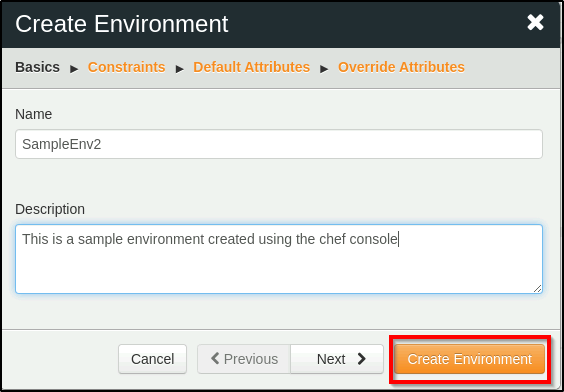 Create Environment
Basics ▸ Constraints ▸ Default Attributes ▸ Override Attributes
Name
SampleEnv2
Description
This is a sample environment created using the chef console
Cancel Previous Next Create Environment